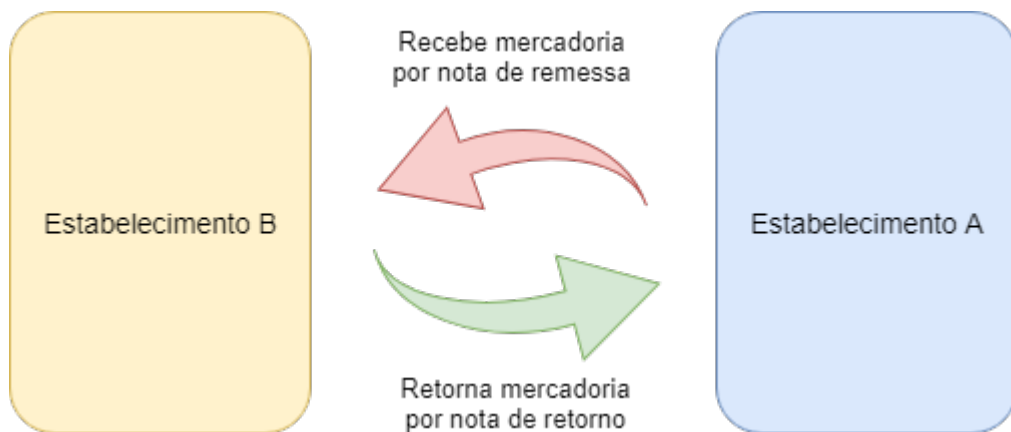 Recebe mercadoria
por nota de remessa
Estabelecimento B
Estabelecimento A
Retorna mercadoria
por nota de retorno